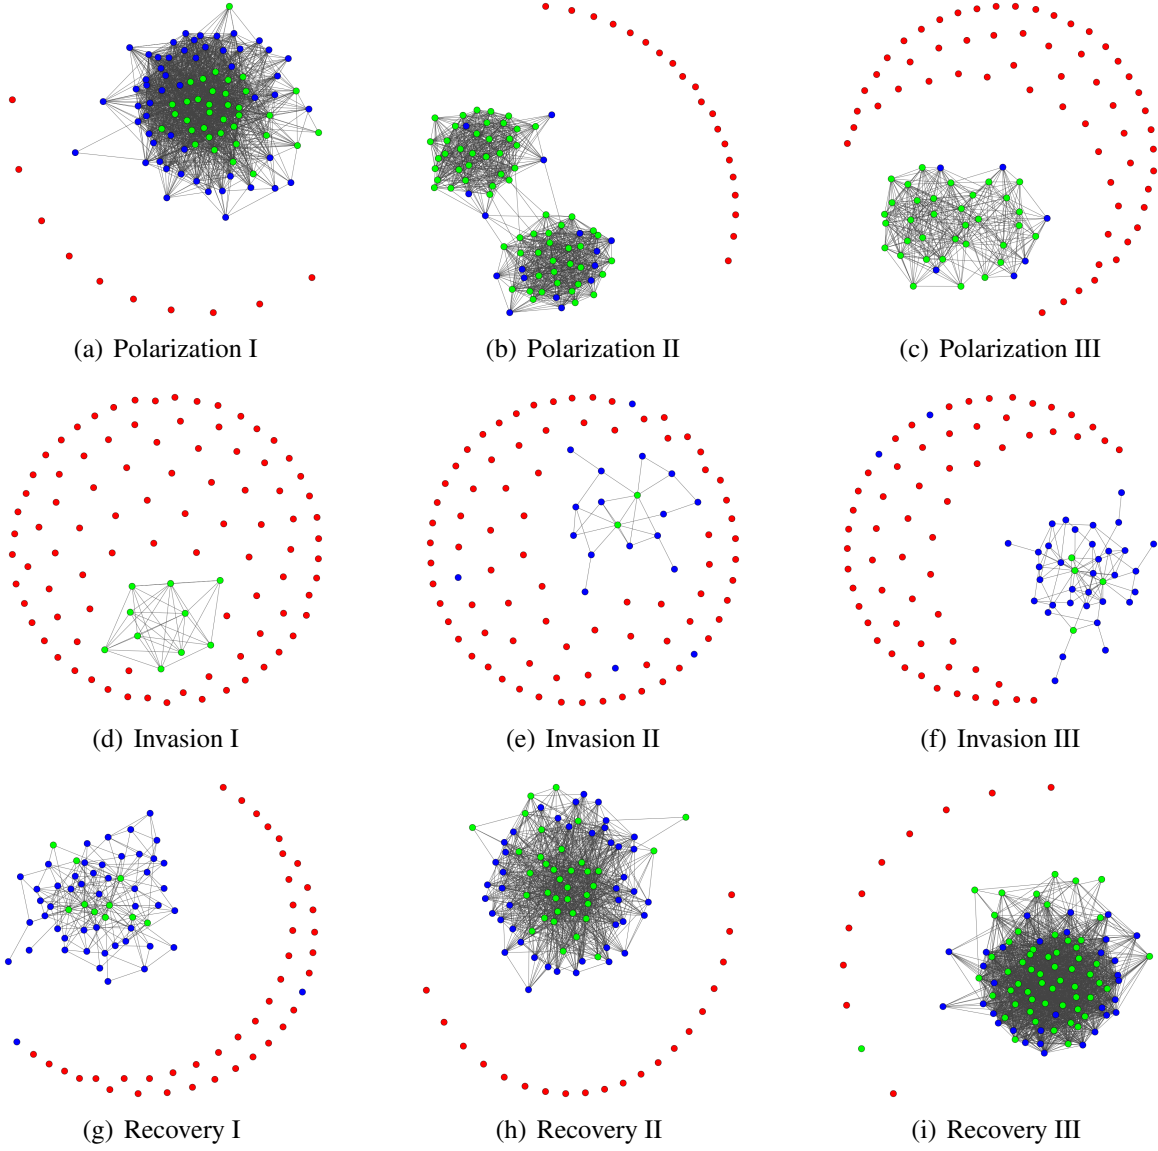 (a) Polarization I
(b) Polarization II
(c) Polarization III
(d) Invasion I
(e) Invasion II
(f) Invasion III
(g) Recovery I
(h) Recovery II
(i) Recovery III